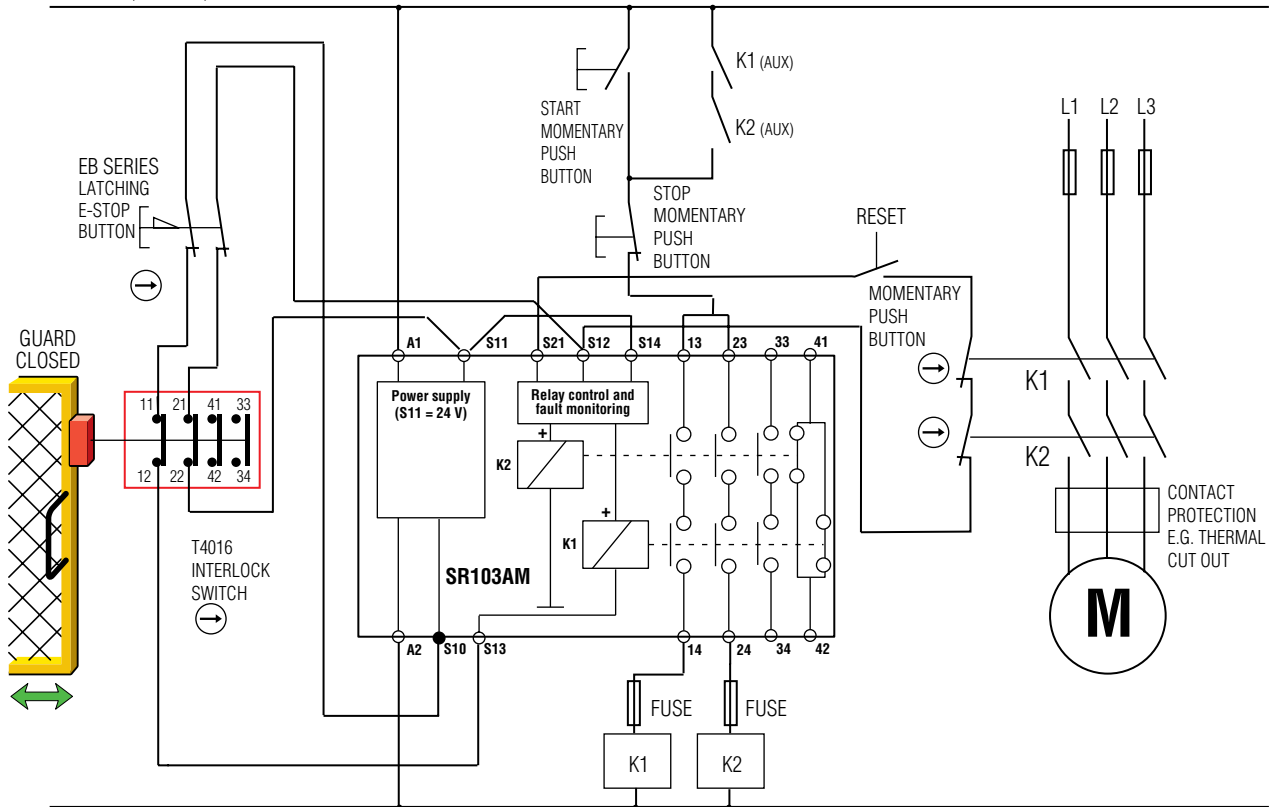 K1 (AUX)
K2 (AUX)
START
MOMENTARY
PUSH
BUTTON
L1 L2 L3
EB SERIES
LATCHING
E-STOP
BUTTON
STOP
MOMENTARY
PUSH
BUTTON
RESET
MOMENTARY
PUSH
BUTTON
GUARD
CLOSED
A1 S11 S21 S12 S14 13 23 33 41
K1
K2
11 21 41 33
12 22 42 34
Power supply
(S11 = 24 V)
Relay control and
fault monitoring
+
K2
+
K1
SR103AM
T4016
INTERLOCK
SWITCH
CONTACT
PROTECTION
E.G. THERMAL
CUT OUT
M
A2 S10 S13 14 24 34 42
FUSE FUSE
K1 K2